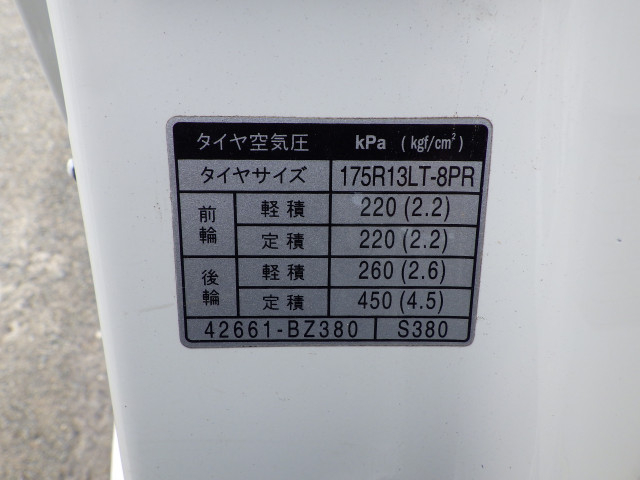 タイヤ空気圧 kPa (kgf/cm²)
タイヤサイズ 175R13LT-8PR
前輪 軽積 220 (2.2)
定積 220 (2.2)
後輪 軽積 260 (2.6)
定積 450 (4.5)
42661-BZ380 S380